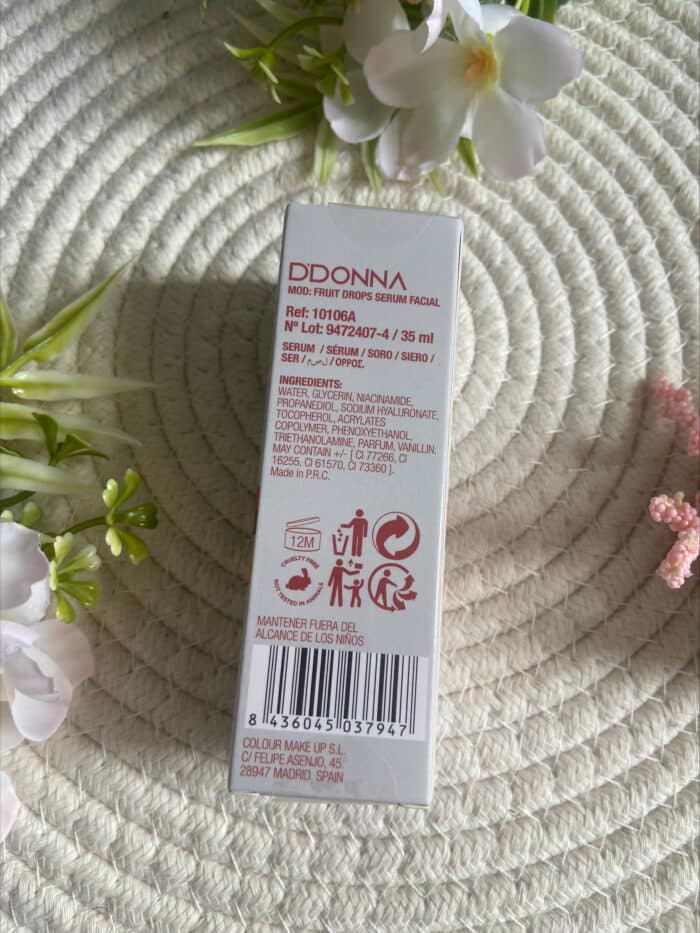 D'DONNA
MOD: FRUIT DROPS SERUM FACIAL
Ref: 10106A
Nº Lot: 9472407-4 / 35 ml
SERUM / SÉRUM / SORO / SIERO /
SER / مصل / ΟΡΡΟΣ.
INGREDIENTS:
WATER, GLYCERIN, NIACINAMIDE,
PROPANEDIOL, SODIUM HYALURONATE,
TOCOPHEROL, ACRYLATES
COPOLYMER, PHENOXYETHANOL,
TRIETHANOLAMINE, PARFUM, VANILLIN.
MAY CONTAIN +/- [ CI 77266, CI
16255, CI 61570, CI 73360 ].
Made in P.R.C.
12M
CRUELTY FREE
NOT TESTED IN ANIMALS
MANTENER FUERA DEL
ALCANCE DE LOS NIÑOS
8 436045 037947
COLOUR MAKE UP S.L.
C/ FELIPE ASENJO, 45.
28947 MADRID. SPAIN